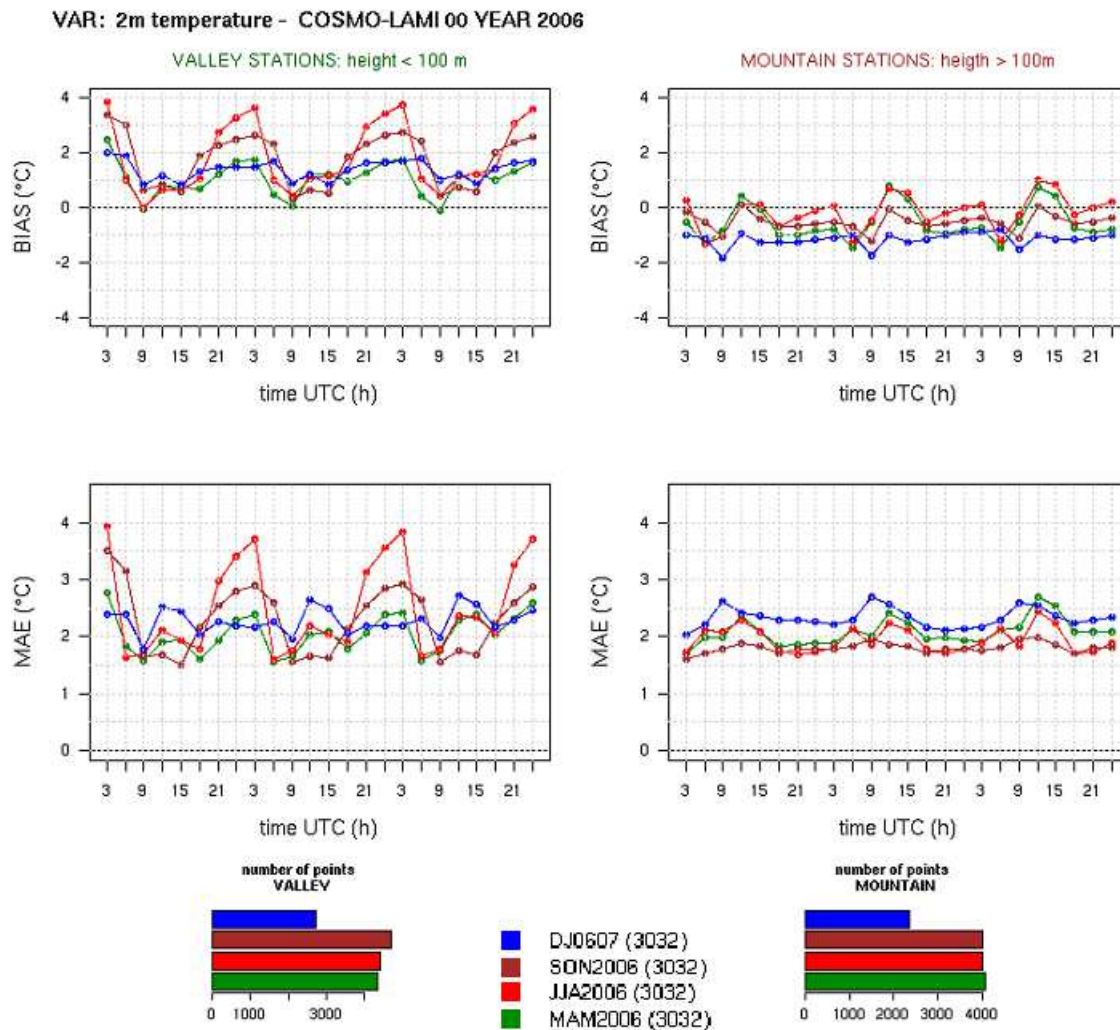 VAR: 2m temperature - COSMO-LAMI 00 YEAR 2006
VALLEY STATIONS: height < 100 m
MOUNTAIN STATIONS: heigth > 100m
BIAS (°C)
4
2
0
-2
-4
3 9 15 21 3 9 15 21 3 9 15 21
time UTC (h)
BIAS (°C)
4
2
0
-2
-4
3 9 15 21 3 9 15 21 3 9 15 21
time UTC (h)
MAE (°C)
4
3
2
1
0
3 9 15 21 3 9 15 21 3 9 15 21
time UTC (h)
MAE (°C)
4
3
2
1
0
3 9 15 21 3 9 15 21 3 9 15 21
time UTC (h)
number of points
VALLEY
0 1000 3000
DJ0607 (3032)
SON2006 (3032)
JJA2006 (3032)
MAM2006 (3032)
number of points
MOUNTAIN
0 1000 2000 3000 4000